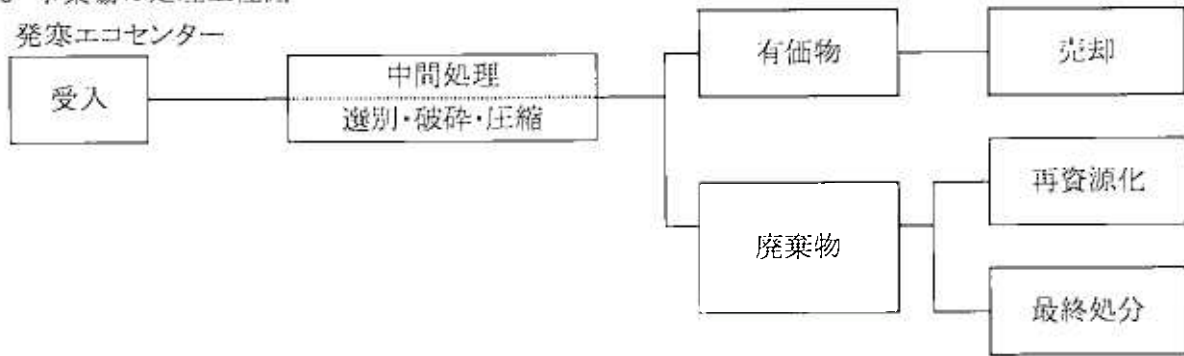 発寒エコセンター
受入
中間処理
選別・破砕・圧縮
有価物
売却
廃棄物
再資源化
最終処分